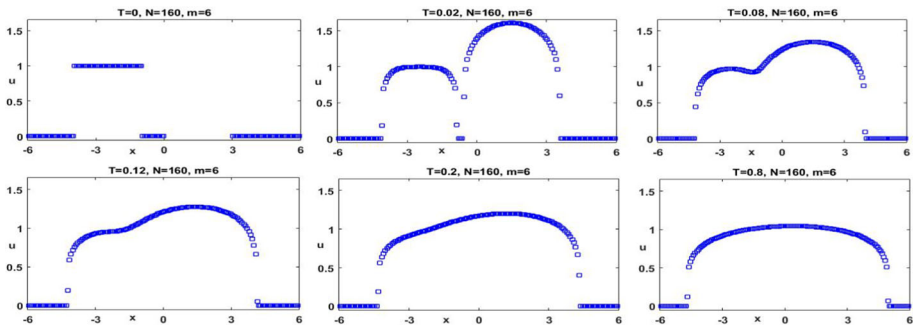 T=0, N=160, m=6
1.5
1
u
0.5
0
-6 -3 x 0 3 6
T=0.02, N=160, m=6
1.5
1
u
0.5
0
-6 -3 x 0 3 6
T=0.08, N=160, m=6
1.5
1
u
0.5
0
-6 -3 x 0 3 6
T=0.12, N=160, m=6
1.5
1
u
0.5
0
-6 -3 x 0 3 6
T=0.2, N=160, m=6
1.5
1
u
0.5
0
-6 -3 x 0 3 6
T=0.8, N=160, m=6
1.5
1
u
0.5
0
-6 -3 x 0 3 6